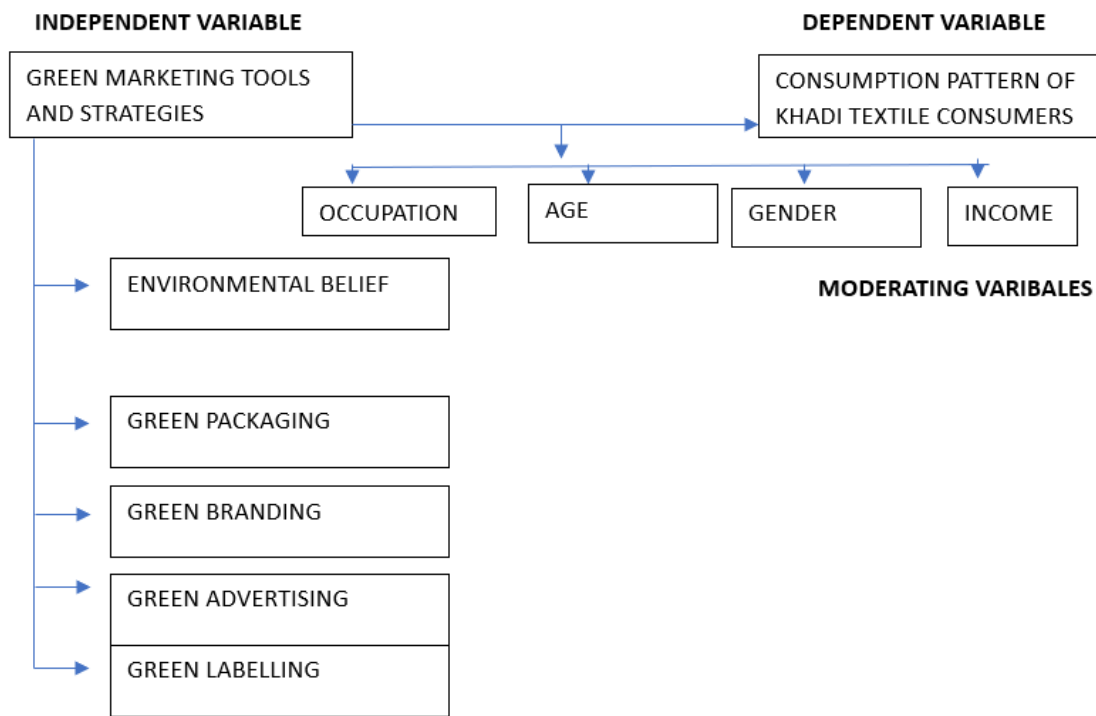 INDEPENDENT VARIABLE
DEPENDENT VARIABLE
GREEN MARKETING TOOLS
AND STRATEGIES
CONSUMPTION PATTERN OF
KHADI TEXTILE CONSUMERS
OCCUPATION
AGE
GENDER
INCOME
ENVIRONMENTAL BELIEF
MODERATING VARIBALES
GREEN PACKAGING
GREEN BRANDING
GREEN ADVERTISING
GREEN LABELLING